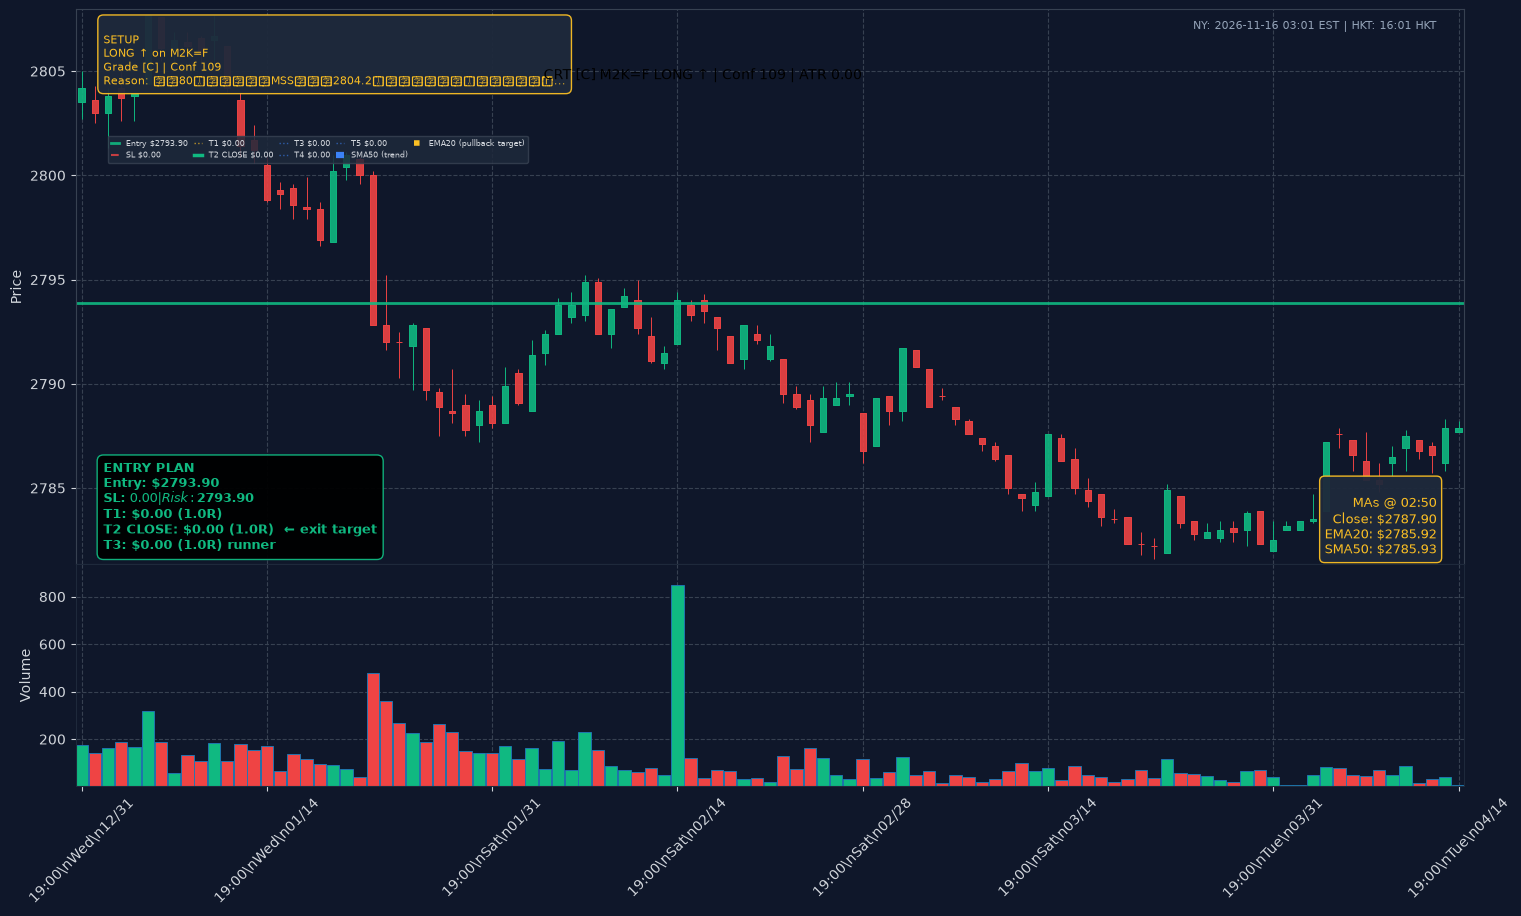 NY: 2026-11-16 03:01 EST | HKT: 16:01 HKT
SETUP
LONG ↑ on M2K=F
Grade [C] | Conf 109
Reason: 80 MSS 2804.2 ...
CRT [C] M2K=F LONG ↑ | Conf 109 | ATR 0.00
Entry $2793.90
SL $0.00
T1 $0.00
T2 CLOSE $0.00
T3 $0.00
T4 $0.00
T5 $0.00
SMA50 (trend)
EMA20 (pullback target)
Price
2805
2800
2795
2790
2785
ENTRY PLAN
Entry: $2793.90
SL: 0.00|Risk:2793.90
T1: $0.00 (1.0R)
T2 CLOSE: $0.00 (1.0R) ← exit target
T3: $0.00 (1.0R) runner
MAs @ 02:50
Close: $2787.90
EMA20: $2785.92
SMA50: $2785.93
Volume
800
600
400
200
19:00\nWed\n12/31
19:00\nWed\n01/14
19:00\nSat\n01/31
19:00\nSat\n02/14
19:00\nSat\n02/28
19:00\nSat\n03/14
19:00\nTue\n03/31
19:00\nTue\n04/14